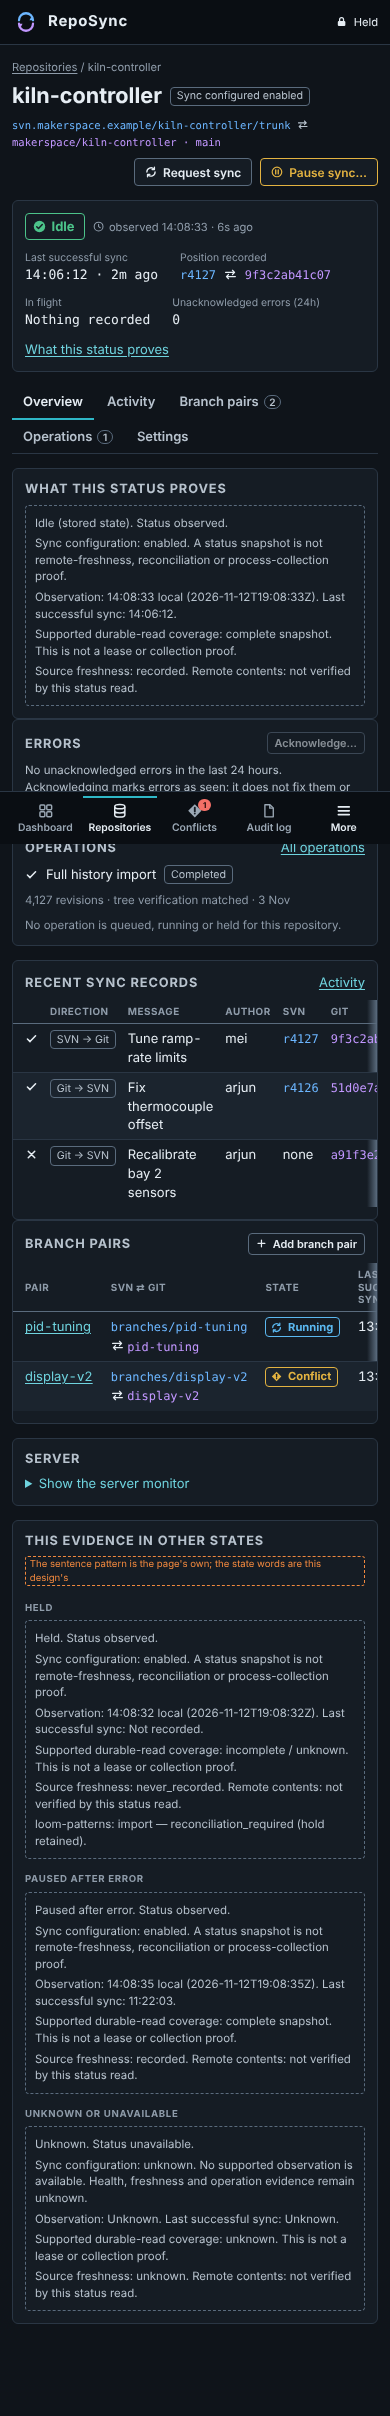 RepoSync
Held
Repositories / kiln-controller
kiln-controller
Sync configured enabled
svn.makerspace.example/kiln-controller/trunk ⇄
makerspace/kiln-controller · main
Request sync
Pause sync...
Idle
observed 14:08:33 · 6s ago
Last successful sync
Position recorded
14:06:12 · 2m ago
r4127 ⇄ 9f3c2ab41c07
In flight
Unacknowledged errors (24h)
Nothing recorded
0
What this status proves
Overview
Activity
Branch pairs 2
Operations 1
Settings
WHAT THIS STATUS PROVES
Idle (stored state). Status observed.
Sync configuration: enabled. A status snapshot is not
remote-freshness, reconciliation or process-collection
proof.
Observation: 14:08:33 local (2026-11-12T19:08:33Z). Last
successful sync: 14:06:12.
Supported durable-read coverage: complete snapshot.
This is not a lease or collection proof.
Source freshness: recorded. Remote contents: not verified
by this status read.
ERRORS
Acknowledge...
No unacknowledged errors in the last 24 hours.
Acknowledging marks errors as seen; it does not fix them or
Dashboard
Repositories
Conflicts
1
Audit log
More
OPERATIONS
All operations
Full history import
Completed
4,127 revisions · tree verification matched · 3 Nov
No operation is queued, running or held for this repository.
RECENT SYNC RECORDS
Activity
DIRECTION MESSAGE AUTHOR SVN GIT
SVN → Git
Tune ramp-
rate limits
mei
r4127
9f3c2ab
Git → SVN
Fix
thermocouple
offset
arjun
r4126
51d0e7a
Git → SVN
Recalibrate
bay 2
sensors
arjun
none
a91f3e2
BRANCH PAIRS
Add branch pair
PAIR
SVN ⇄ GIT
STATE
pid-tuning
branches/pid-tuning
⇄ pid-tuning
Running
display-v2
branches/display-v2
⇄ display-v2
Conflict
SERVER
Show the server monitor
THIS EVIDENCE IN OTHER STATES
The sentence pattern is the page's own; the state words are this
design's
HELD
Held. Status observed.
Sync configuration: enabled. A status snapshot is not
remote-freshness, reconciliation or process-collection
proof.
Observation: 14:08:32 local (2026-11-12T19:08:32Z). Last
successful sync: Not recorded.
Supported durable-read coverage: incomplete / unknown.
This is not a lease or collection proof.
Source freshness: never_recorded. Remote contents: not
verified by this status read.
loom-patterns: import — reconciliation_required (hold
retained).
PAUSED AFTER ERROR
Paused after error. Status observed.
Sync configuration: enabled. A status snapshot is not
remote-freshness, reconciliation or process-collection
proof.
Observation: 14:08:35 local (2026-11-12T19:08:35Z). Last
successful sync: 11:22:03.
Supported durable-read coverage: complete snapshot.
This is not a lease or collection proof.
Source freshness: recorded. Remote contents: not verified
by this status read.
UNKNOWN OR UNAVAILABLE
Unknown. Status unavailable.
Sync configuration: unknown. No supported observation is
available. Health, freshness and operation evidence remain
unknown.
Observation: Unknown. Last successful sync: Unknown.
Supported durable-read coverage: unknown. This is not a
lease or collection proof.
Source freshness: unknown. Remote contents: not verified
by this status read.